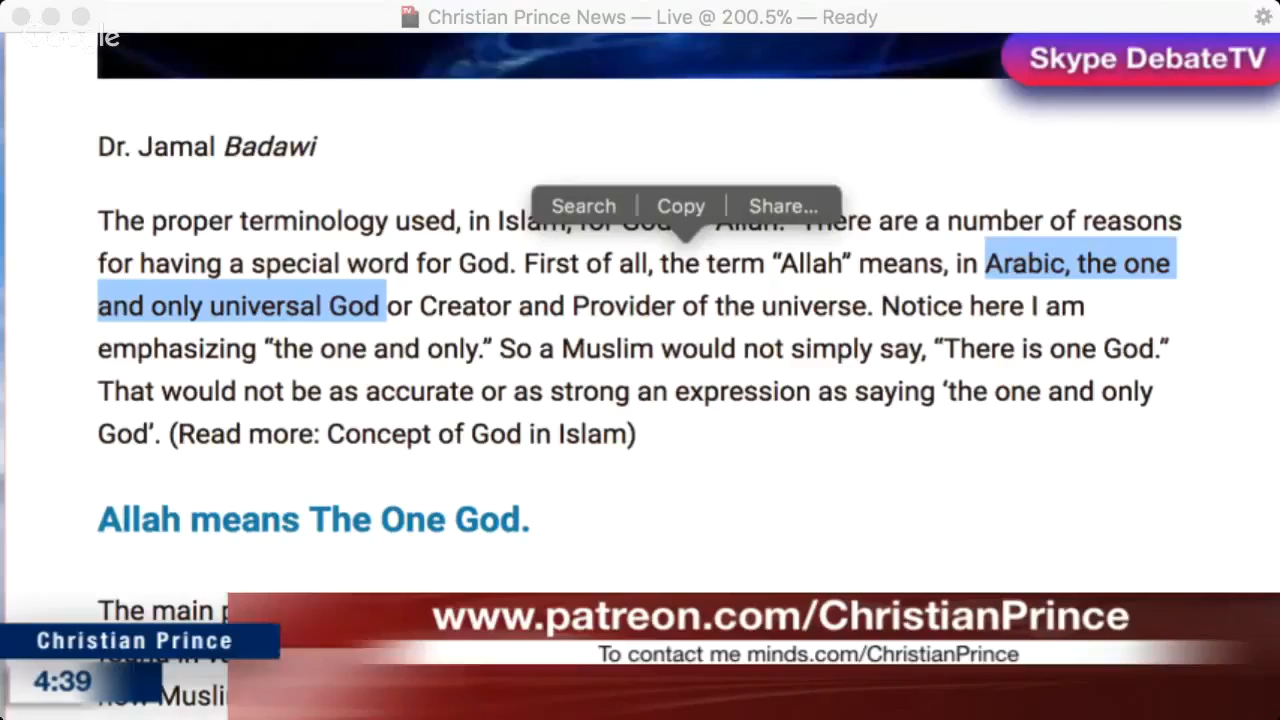 Christian Prince News — Live @ 200.5% — Ready
Google
Skype DebateTV
Dr. Jamal Badawi
Search Copy Share...
The proper terminology used, in Islam, for God "Allah." There are a number of reasons
for having a special word for God. First of all, the term “Allah” means, in Arabic, the one
and only universal God or Creator and Provider of the universe. Notice here I am
emphasizing “the one and only.” So a Muslim would not simply say, “There is one God.”
That would not be as accurate or as strong an expression as saying ‘the one and only
God’. (Read more: Concept of God in Islam)
Allah means The One God.
The main
www.patreon.com/ChristianPrince
Christian Prince
To contact me minds.com/ChristianPrince
4:39